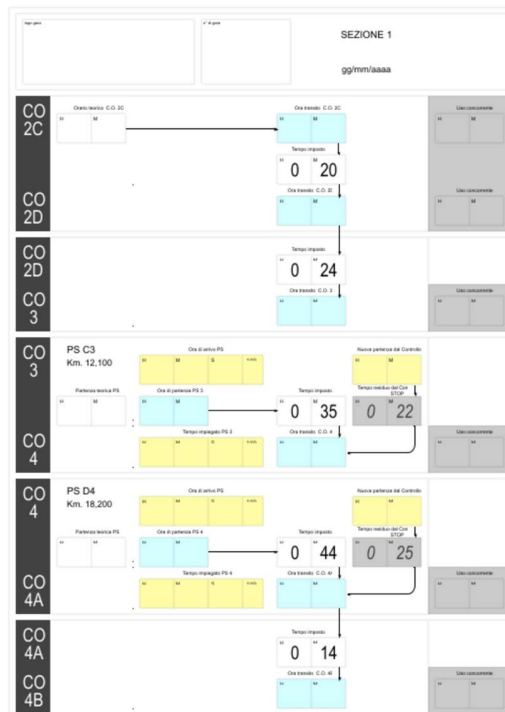 logo gara n° di gara SEZIONE 1
gg/mm/aaaa
CO 2C
Orario teorico C.O. 2C Ora transito C.O. 2C Uso concorrente
H M H M H M
Tempo imposto
H M
0 20
CO 2D
Ora transito C.O. 2D Uso concorrente
H M H M
CO 2D
Tempo imposto
H M
0 24
CO 3
Ora transito C.O. 3 Uso concorrente
H M H M
CO 3
PS C3 Ora di arrivo PS Nuova partenza dal Controllo
Km. 12,100 H M S H M
Partenza teorica PS Ora di partenza PS 3 Tempo imposto Tempo residuo dal Con STOP
H M : H M 0 35 0 22
CO 4
Tempo impiegato PS 3 Ora transito C.O. 4 Uso concorrente
H M S H M H M
CO 4
PS D4 Ora di arrivo PS Nuova partenza dal Controllo
Km. 18,200 H M S H M
Partenza teorica PS Ora di partenza PS 4 Tempo imposto Tempo residuo dal Con STOP
H M : H M 0 44 0 25
CO 4A
Tempo impiegato PS 4 Ora transito C.O. 4A Uso concorrente
H M S H M H M
CO 4A
Tempo imposto
H M
0 14
CO 4B
Ora transito C.O. 4B Uso concorrente
H M H M